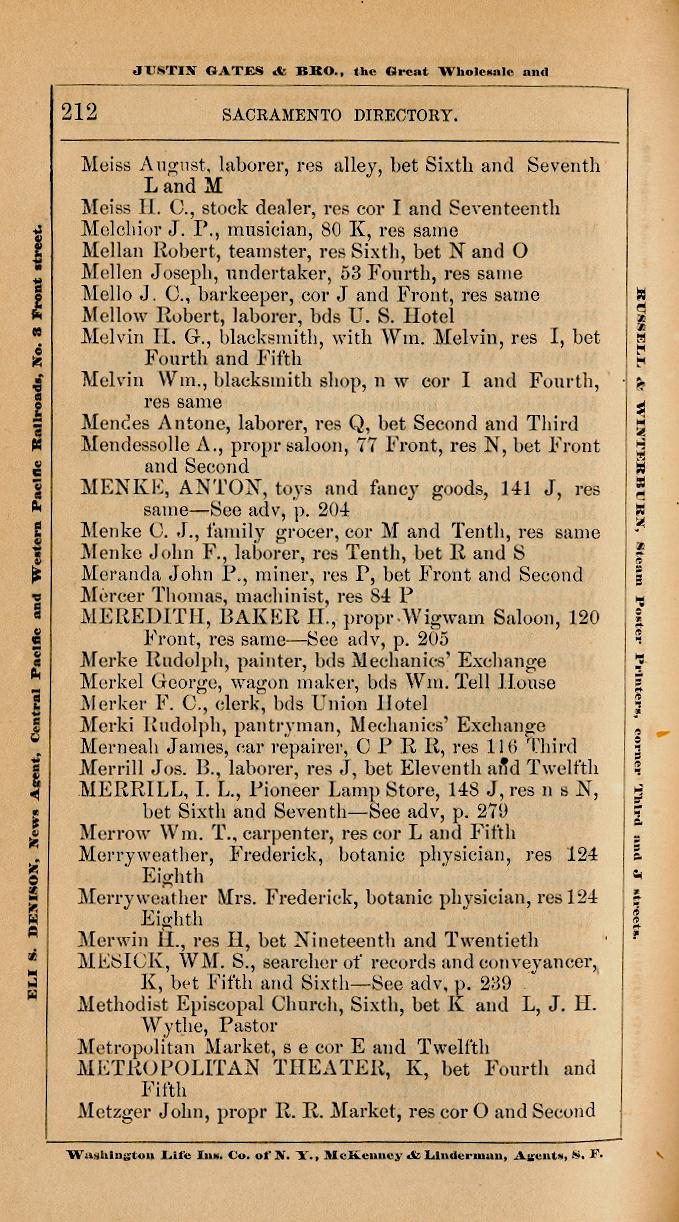 JUSTIN GATES & BRO., the Great Wholesale and
212 SACRAMENTO DIRECTORY.
Meiss August, laborer, res alley, bet Sixth and Seventh
L and M
Meiss H. C., stock dealer, res cor I and Seventeenth
Melchior J. P., musician, 80 K, res same
Mellan Robert, teamster, res Sixth, bet N and O
Mellen Joseph, undertaker, 53 Fourth, res same
Mello J. C., barkeeper, cor J and Front, res same
Mellow Robert, laborer, bds U. S. Hotel
Melvin H. G., blacksmith, with Wm. Melvin, res I, bet
Fourth and Fifth
Melvin Wm., blacksmith shop, n w cor I and Fourth,
res same
Mendes Antone, laborer, res Q, bet Second and Third
Mendessolle A., propr saloon, 77 Front, res N, bet Front
and Second
MENKE, ANTON, toys and fancy goods, 141 J, res
same—See adv, p. 204
Menke C. J., family grocer, cor M and Tenth, res same
Menke John F., laborer, res Tenth, bet R and S
Meranda John P., miner, res P, bet Front and Second
Mercer Thomas, machinist, res 84 P
MEREDITH, BAKER H., propr Wigwam Saloon, 120
Front, res same—See adv, p. 205
Merke Rudolph, painter, bds Mechanics' Exchange
Merkel George, wagon maker, bds Wm. Tell House
Merker F. C., clerk, bds Union Hotel
Merki Rudolph, pantryman, Mechanics' Exchange
Merneah James, car repairer, C P R R, res 116 Third
Merrill Jos. B., laborer, res J, bet Eleventh and Twelfth
MERRILL, I. L., Pioneer Lamp Store, 148 J, res n s N,
bet Sixth and Seventh—See adv, p. 279
Merrow Wm. T., carpenter, res cor L and Fifth
Merryweather, Frederick, botanic physician, res 124
Eighth
Merryweather Mrs. Frederick, botanic physician, res 124
Eighth
Merwin H., res H, bet Nineteenth and Twentieth
MESICK, WM. S., searcher of records and conveyancer,
K, bet Fifth and Sixth—See adv, p. 239
Methodist Episcopal Church, Sixth, bet K and L, J. H.
Wythe, Pastor
Metropolitan Market, s e cor E and Twelfth
METROPOLITAN THEATER, K, bet Fourth and
Fifth
Metzger John, propr R. R. Market, res cor O and Second
Washington Life Ins. Co. of N. Y., McKenney & Linderman, Agents, S. F.
ELI S. DENISON, News Agent, Central Pacific and Western Pacific Railroads, No. 3 Front street.
RUSSELL & WINTERBURN, Steam Poster Printers, corner Third and J streets.